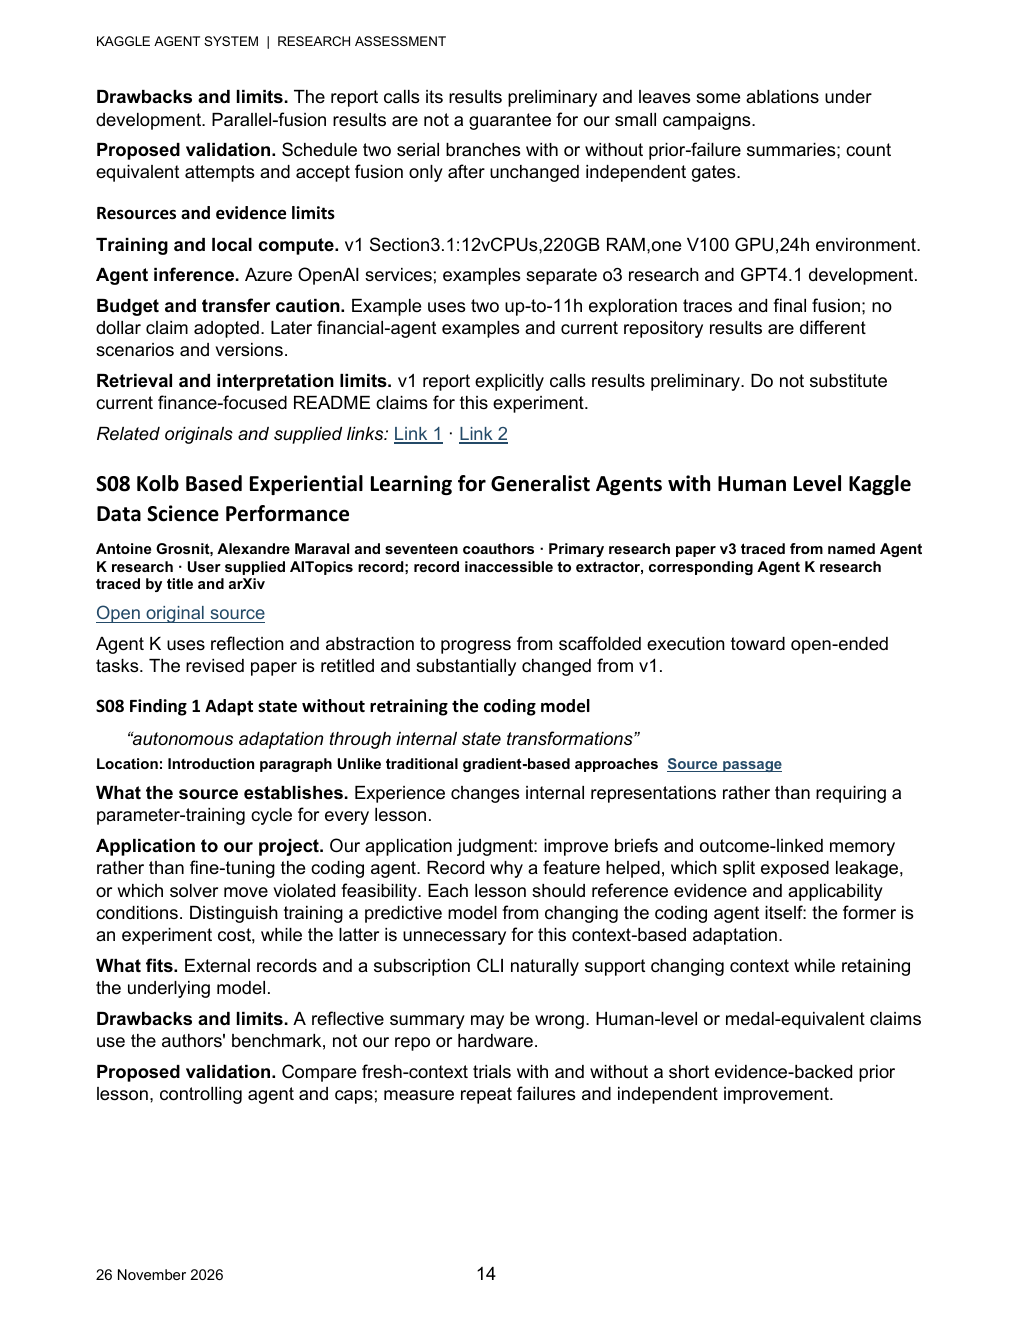 KAGGLE AGENT SYSTEM | RESEARCH ASSESSMENT
Drawbacks and limits. The report calls its results preliminary and leaves some ablations under
development. Parallel-fusion results are not a guarantee for our small campaigns.
Proposed validation. Schedule two serial branches with or without prior-failure summaries; count
equivalent attempts and accept fusion only after unchanged independent gates.
Resources and evidence limits
Training and local compute. v1 Section3.1:12vCPUs,220GB RAM,one V100 GPU,24h environment.
Agent inference. Azure OpenAI services; examples separate o3 research and GPT4.1 development.
Budget and transfer caution. Example uses two up-to-11h exploration traces and final fusion; no
dollar claim adopted. Later financial-agent examples and current repository results are different
scenarios and versions.
Retrieval and interpretation limits. v1 report explicitly calls results preliminary. Do not substitute
current finance-focused README claims for this experiment.
Related originals and supplied links: Link 1 · Link 2
S08 Kolb Based Experiential Learning for Generalist Agents with Human Level Kaggle
Data Science Performance
Antoine Grosnit, Alexandre Maraval and seventeen coauthors · Primary research paper v3 traced from named Agent
K research · User supplied AITopics record; record inaccessible to extractor, corresponding Agent K research
traced by title and arXiv
Open original source
Agent K uses reflection and abstraction to progress from scaffolded execution toward open-ended
tasks. The revised paper is retitled and substantially changed from v1.
S08 Finding 1 Adapt state without retraining the coding model
“autonomous adaptation through internal state transformations”
Location: Introduction paragraph Unlike traditional gradient-based approaches Source passage
What the source establishes. Experience changes internal representations rather than requiring a
parameter-training cycle for every lesson.
Application to our project. Our application judgment: improve briefs and outcome-linked memory
rather than fine-tuning the coding agent. Record why a feature helped, which split exposed leakage,
or which solver move violated feasibility. Each lesson should reference evidence and applicability
conditions. Distinguish training a predictive model from changing the coding agent itself: the former is
an experiment cost, while the latter is unnecessary for this context-based adaptation.
What fits. External records and a subscription CLI naturally support changing context while retaining
the underlying model.
Drawbacks and limits. A reflective summary may be wrong. Human-level or medal-equivalent claims
use the authors' benchmark, not our repo or hardware.
Proposed validation. Compare fresh-context trials with and without a short evidence-backed prior
lesson, controlling agent and caps; measure repeat failures and independent improvement.
26 November 2026
14